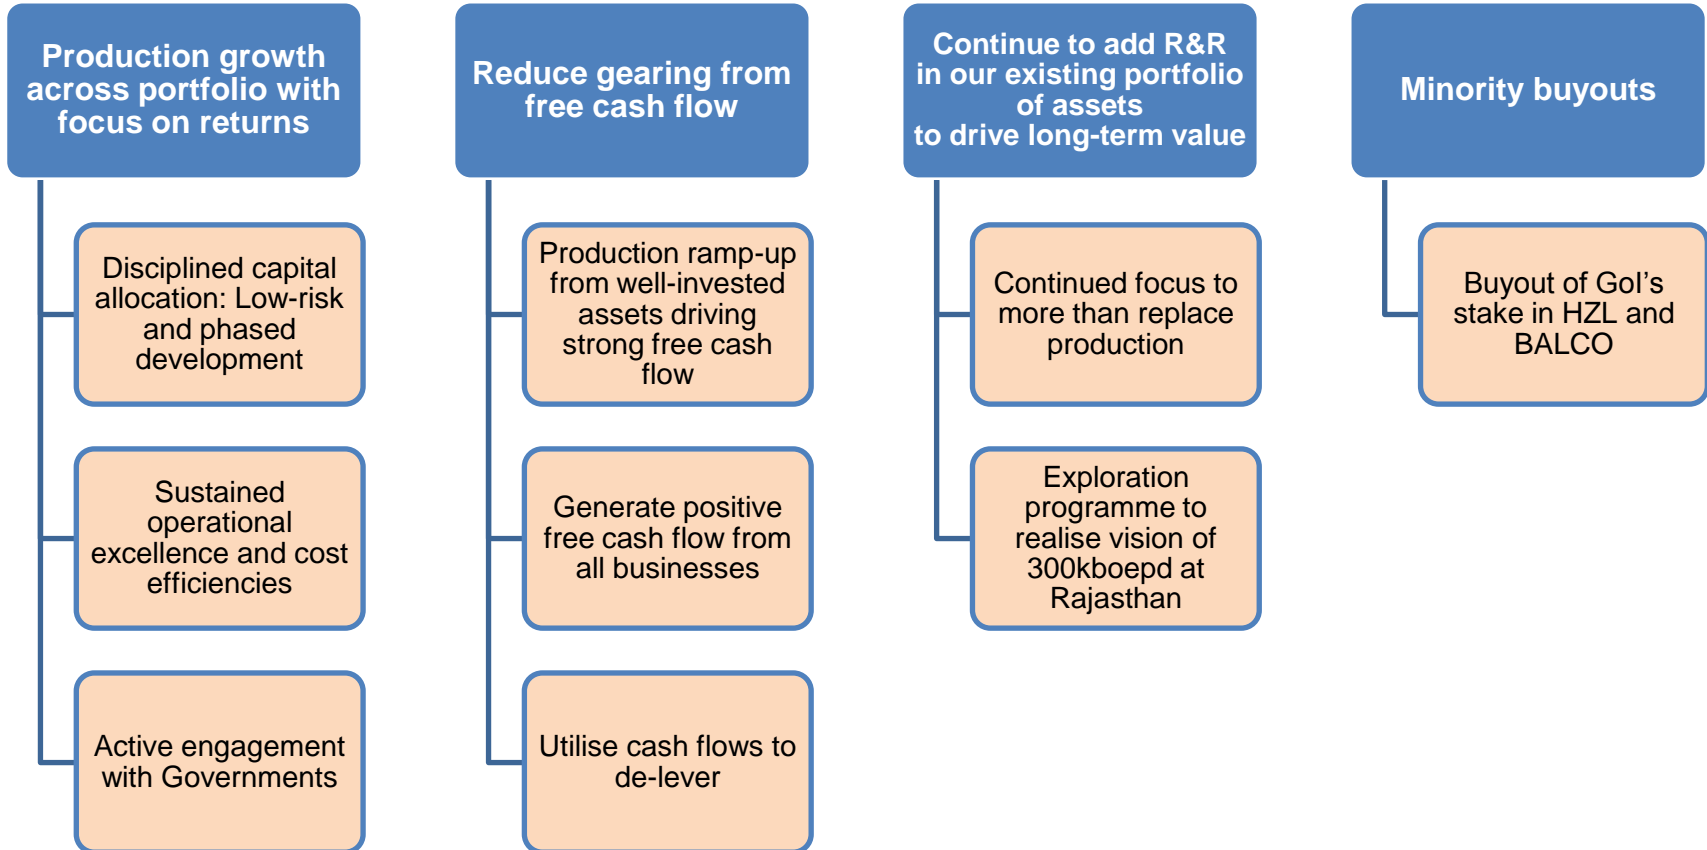 Production growth
across portfolio with
focus on returns
Disciplined capital
allocation: Low-risk
and phased
development
Sustained
operational
excellence and cost
efficiencies
Active engagement
with Governments
Reduce gearing from
free cash flow
Production ramp-up
from well-invested
assets driving
strong free cash
flow
Generate positive
free cash flow from
all businesses
Utilise cash flows to
de-lever
Continue to add R&R
in our existing portfolio
of assets
to drive long-term value
Continued focus to
more than replace
production
Exploration
programme to
realise vision of
300kboepd at
Rajasthan
Minority buyouts
Buyout of GoI’s
stake in HZL and
BALCO